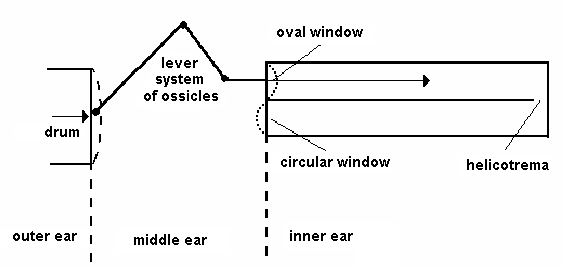 oval window
lever
system
of ossicles
drum
circular window
helicotrema
outer ear
middle ear
inner ear